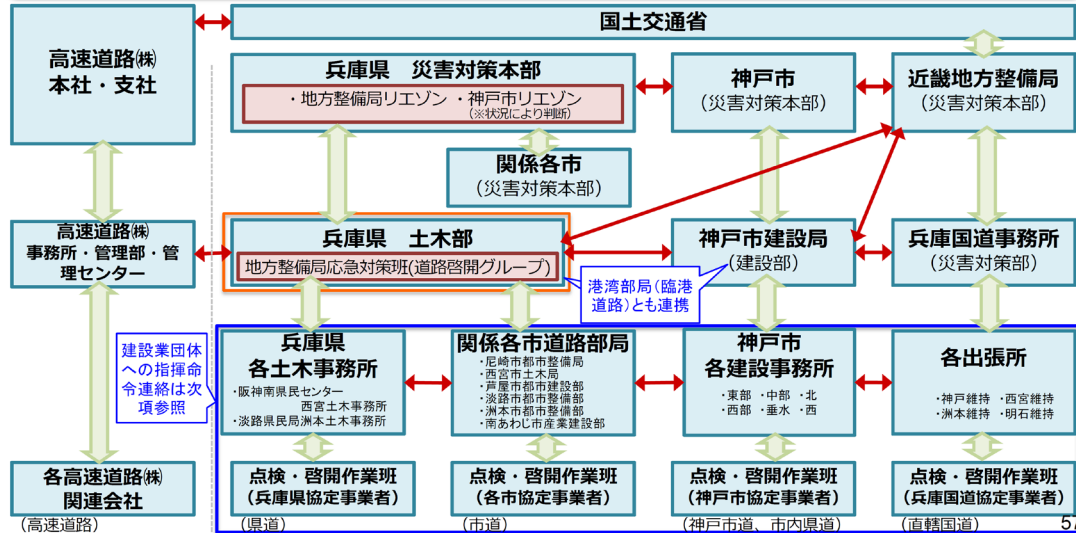 高速道路㈱
本社・支社
国土交通省
兵庫県　災害対策本部
・地方整備局リエゾン ・神戸市リエゾン
(※状況により判断)
神戸市
(災害対策本部)
近畿地方整備局
(災害対策本部)
関係各市
(災害対策本部)
高速道路㈱
事務所・管理部・管
理センター
兵庫県　土木部
地方整備局応急対策班(道路啓開グループ)
神戸市建設局
(建設部)
兵庫国道事務所
(災害対策部)
港湾部局(臨港
道路)とも連携
建設業団体
への指揮命
令連絡は次
項参照
兵庫県
各土木事務所
・阪神南県民センター
西宮土木事務所
・淡路県民局洲本土木事務所
関係各市道路部局
・尼崎市都市整備局
・西宮市土木局
・芦屋市都市建設部
・淡路市都市整備部
・洲本市都市整備部
・南あわじ市産業建設部
神戸市
各建設事務所
・東部 ・中部 ・北
・西部 ・垂水 ・西
各出張所
・神戸維持 ・西宮維持
・洲本維持 ・明石維持
各高速道路㈱
関連会社
(高速道路)
点検・啓開作業班
(兵庫県協定事業者)
(県道)
点検・啓開作業班
(各市協定事業者)
(市道)
点検・啓開作業班
(神戸市協定事業者)
(神戸市道、市内県道)
点検・啓開作業班
(兵庫国道協定事業者)
(直轄国道)
57